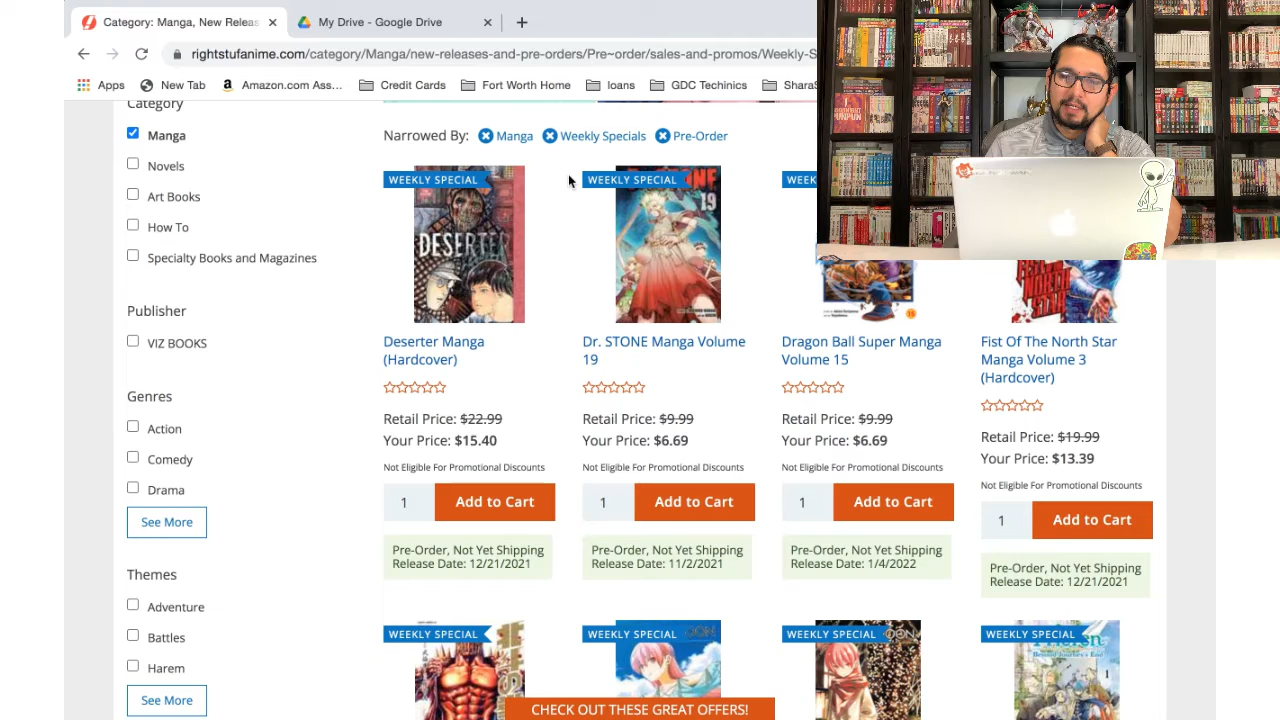 Category: Manga, New Releas
My Drive - Google Drive
rightstufanime.com/category/Manga/new-releases-and-pre-orders/Pre~order/sales-and-promos/Weekly-S
Apps
New Tab
Amazon.com Ass...
Credit Cards
Fort Worth Home
loans
GDC Techinics
ShareS
Category
Manga
Novels
Art Books
How To
Specialty Books and Magazines
Publisher
VIZ BOOKS
Genres
Action
Comedy
Drama
See More
Themes
Adventure
Battles
Harem
See More
Narrowed By: Manga Weekly Specials Pre-Order
WEEKLY SPECIAL
DESERTER
Deserter Manga
(Hardcover)
Retail Price: $22.99
Your Price: $15.40
Not Eligible For Promotional Discounts
1
Add to Cart
Pre-Order, Not Yet Shipping
Release Date: 12/21/2021
WEEKLY SPECIAL
19
Dr. STONE Manga Volume
19
Retail Price: $9.99
Your Price: $6.69
Not Eligible For Promotional Discounts
1
Add to Cart
Pre-Order, Not Yet Shipping
Release Date: 11/2/2021
WEEK
Dragon Ball Super Manga
Volume 15
Retail Price: $9.99
Your Price: $6.69
Not Eligible For Promotional Discounts
1
Add to Cart
Pre-Order, Not Yet Shipping
Release Date: 1/4/2022
NORTH
STAR
Fist Of The North Star
Manga Volume 3
(Hardcover)
Retail Price: $19.99
Your Price: $13.39
Not Eligible For Promotional Discounts
1
Add to Cart
Pre-Order, Not Yet Shipping
Release Date: 12/21/2021
WEEKLY SPECIAL
WEEKLY SPECIAL
WEEKLY SPECIAL
WEEKLY SPECIAL
CHECK OUT THESE GREAT OFFERS!